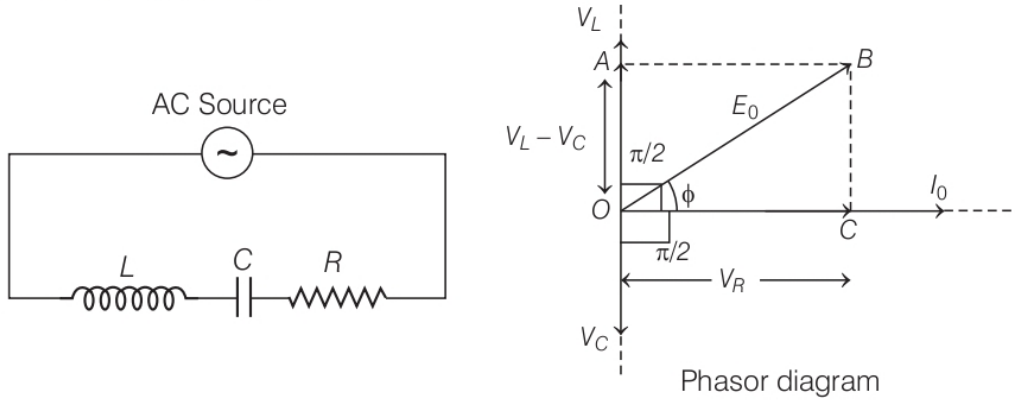 AC Source
~
L
C
R
V_L
A
B
E_0
V_L – V_C
π/2
φ
I_0
O
C
π/2
V_R
V_C
Phasor diagram